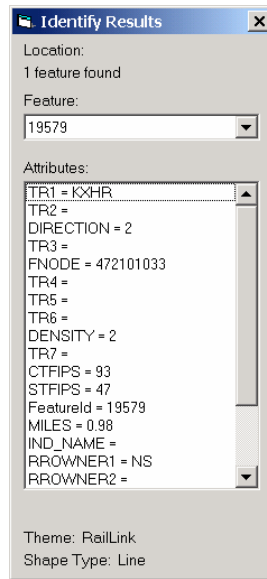 Identify Results
Location:
1 feature found
Feature:
19579
Attributes:
TR1 = KXHR
TR2 =
DIRECTION = 2
TR3 =
FNODE = 472101033
TR4 =
TR5 =
TR6 =
DENSITY = 2
TR7 =
CTFIPS = 93
STFIPS = 47
FeatureId = 19579
MILES = 0.98
IND_NAME =
RROWNER1 = NS
RROWNER2 =
Theme: RailLink
Shape Type: Line